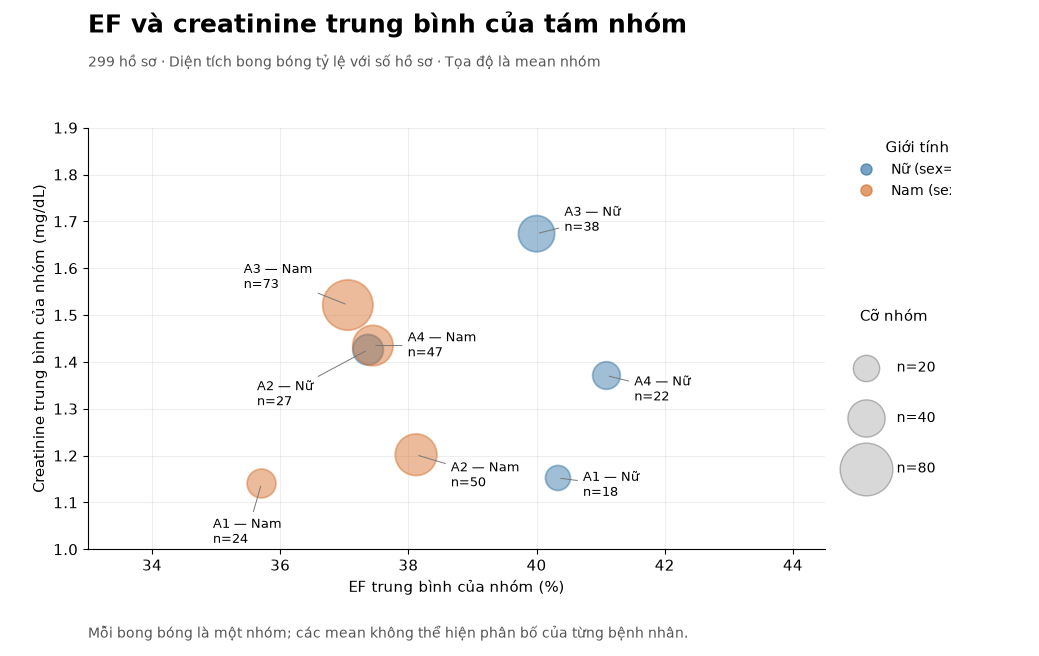 EF và creatinine trung bình của tám nhóm
299 hồ sơ · Diện tích bong bóng tỷ lệ với số hồ sơ · Tọa độ là mean nhóm
Creatinine trung bình của nhóm (mg/dL)
1.9
1.8
1.7
1.6
1.5
1.4
1.3
1.2
1.1
1.0
A3 — Nữ
n=38
A3 — Nam
n=73
A4 — Nam
n=47
A2 — Nữ
n=27
A4 — Nữ
n=22
A2 — Nam
n=50
A1 — Nữ
n=18
A1 — Nam
n=24
34
36
38
40
42
44
EF trung bình của nhóm (%)
Giới tính
Nữ (sex=
Nam (se
Cỡ nhóm
n=20
n=40
n=80
Mỗi bong bóng là một nhóm; các mean không thể hiện phân bố của từng bệnh nhân.